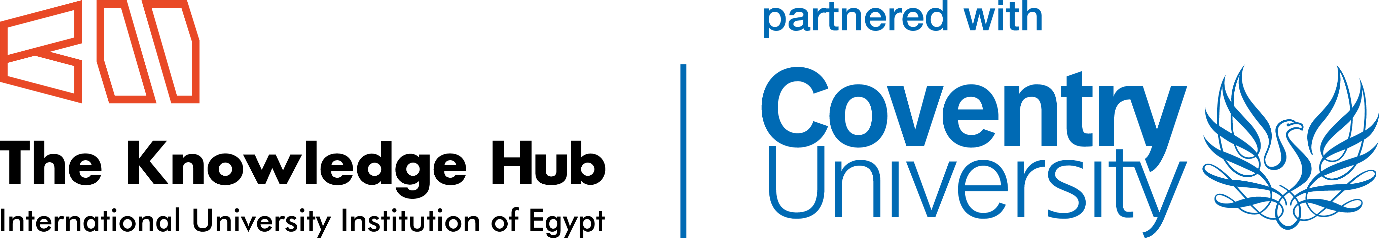 The Knowledge Hub
International University Institution of Egypt
partnered with
Coventry
University